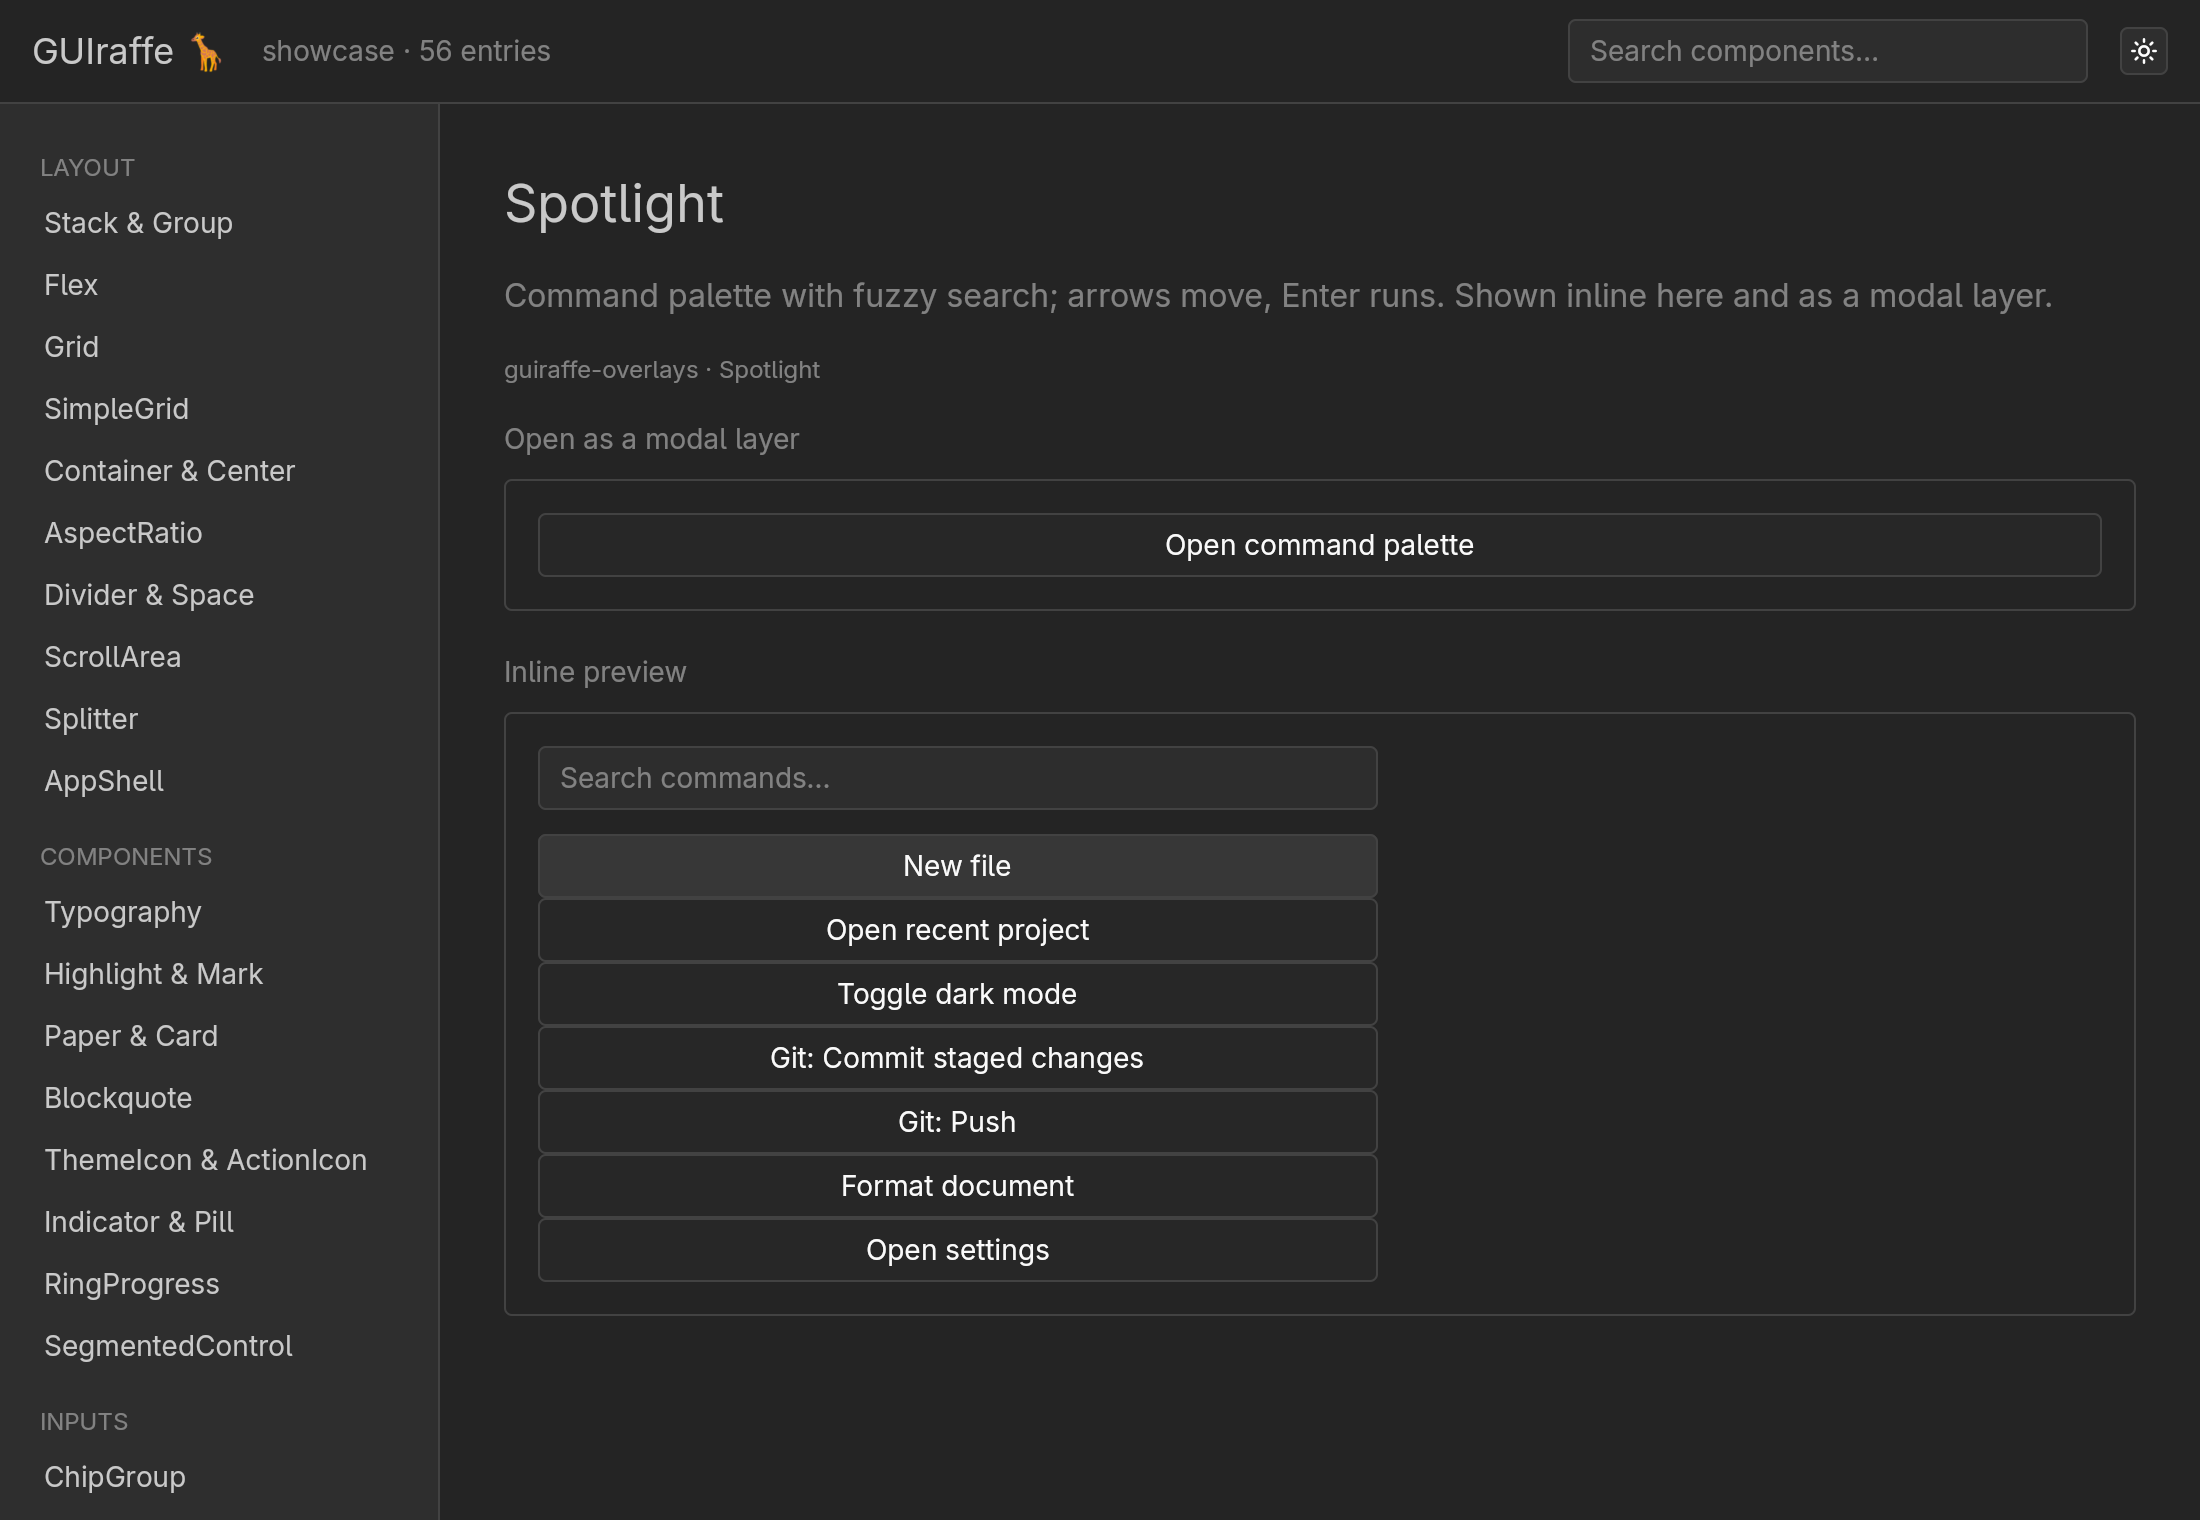 GUIraffe 🦒 showcase · 56 entries Search components...
LAYOUT
Stack & Group
Flex
Grid
SimpleGrid
Container & Center
AspectRatio
Divider & Space
ScrollArea
Splitter
AppShell
COMPONENTS
Typography
Highlight & Mark
Paper & Card
Blockquote
ThemeIcon & ActionIcon
Indicator & Pill
RingProgress
SegmentedControl
INPUTS
ChipGroup
Spotlight
Command palette with fuzzy search; arrows move, Enter runs. Shown inline here and as a modal layer.
guiraffe-overlays · Spotlight
Open as a modal layer
Open command palette
Inline preview
Search commands...
New file
Open recent project
Toggle dark mode
Git: Commit staged changes
Git: Push
Format document
Open settings